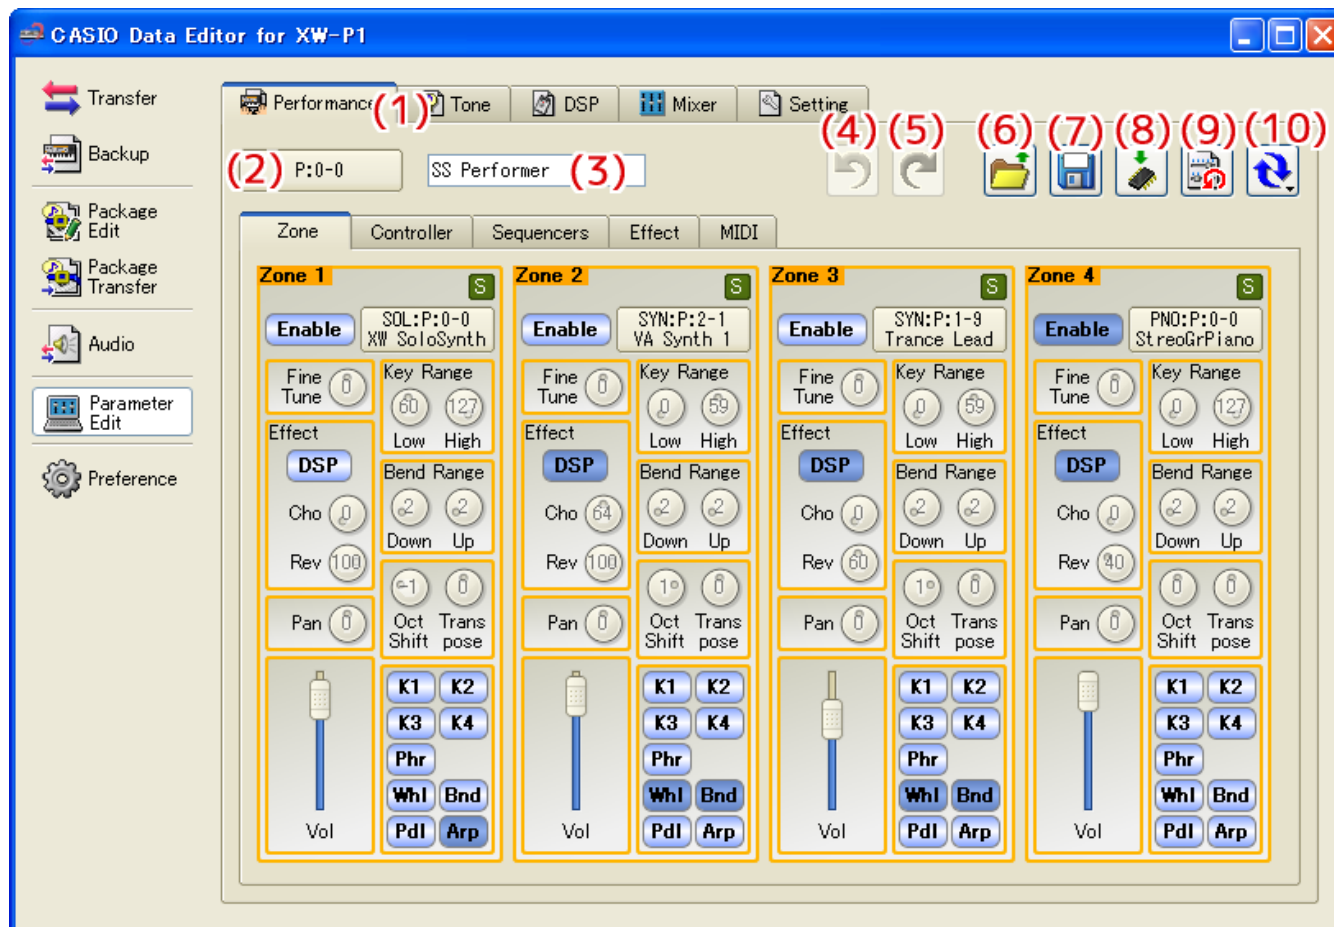 CASIO Data Editor for XW-P1
Transfer
Backup
Package
Edit
Package
Transfer
Audio
Parameter
Edit
Preference
Performance (1) Tone DSP Mixer Setting
(2) P:0-0 SS Performer (3) (4) (5) (6) (7) (8) (9) (10)
Zone Controller Sequencers Effect MIDI
Zone 1
S
Enable
SOL:P:0-0
XW SoloSynth
Fine
Tune 0
Key Range
60 127
Low High
Effect
DSP
Cho 0
Rev 100
Bend Range
2 2
Down Up
-1 0
Oct Trans
Shift pose
Pan 0
Vol
K1 K2
K3 K4
Phr
Whl Bnd
Pdl Arp
Zone 2
S
Enable
SYN:P:2-1
VA Synth 1
Fine
Tune 0
Key Range
0 59
Low High
Effect
DSP
Cho 64
Rev 100
Bend Range
2 2
Down Up
1 0
Oct Trans
Shift pose
Pan 0
Vol
K1 K2
K3 K4
Phr
Whl Bnd
Pdl Arp
Zone 3
S
Enable
SYN:P:1-9
Trance Lead
Fine
Tune 0
Key Range
0 59
Low High
Effect
DSP
Cho 0
Rev 60
Bend Range
2 2
Down Up
1 0
Oct Trans
Shift pose
Pan 0
Vol
K1 K2
K3 K4
Phr
Whl Bnd
Pdl Arp
Zone 4
S
Enable
PNO:P:0-0
StreoGrPiano
Fine
Tune 0
Key Range
0 127
Low High
Effect
DSP
Cho 0
Rev 40
Bend Range
2 2
Down Up
0 0
Oct Trans
Shift pose
Pan 0
Vol
K1 K2
K3 K4
Phr
Whl Bnd
Pdl Arp